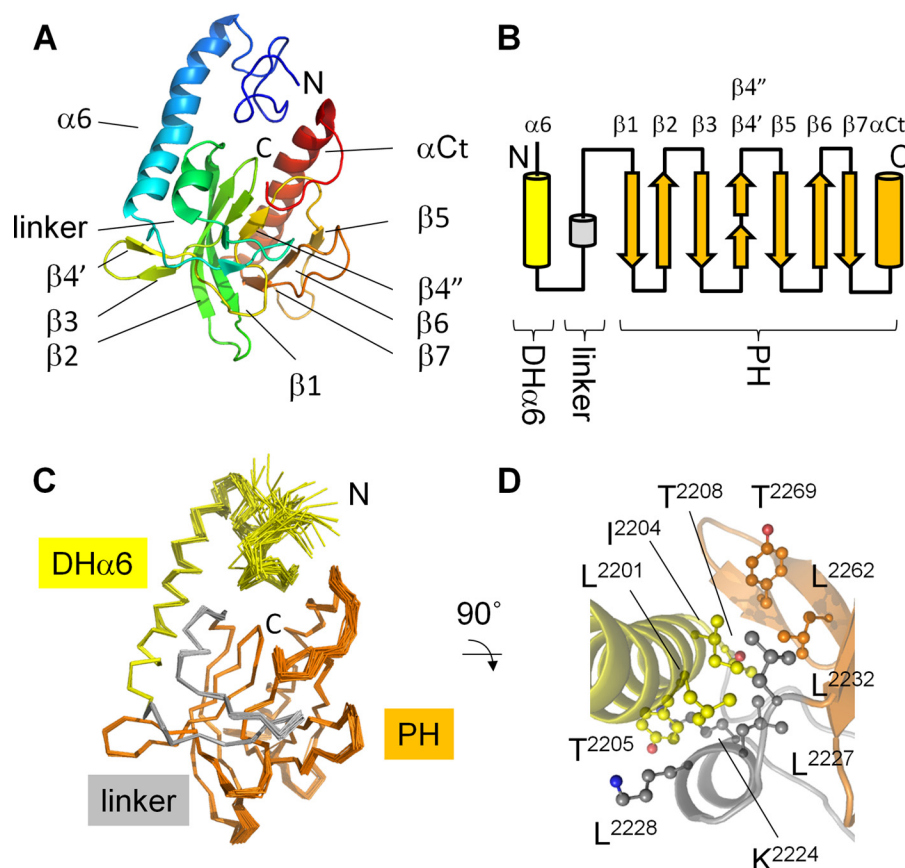 A
N
α6
C
αCt
linker
β5
β4'
β4''
β3
β6
β2
β7
β1
B
β4''
α6 β1 β2 β3 β4' β5 β6 β7 αCt
N C
DHα6 linker PH
C
N
DHα6
C
PH
linker
90°
D
T2208 T2269
I2204
L2201 L2262
L2232
T2205 L2227
L2228
K2224